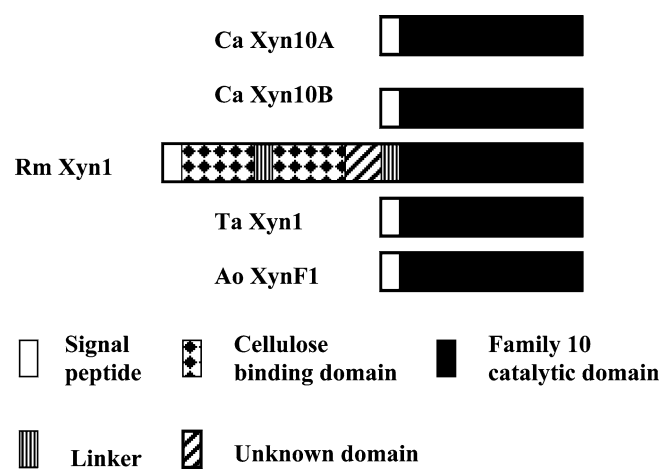 Ca Xyn10A
Ca Xyn10B
Rm Xyn1
Ta Xyn1
Ao XynF1
Signal
peptide
Cellulose
binding domain
Family 10
catalytic domain
Linker
Unknown domain